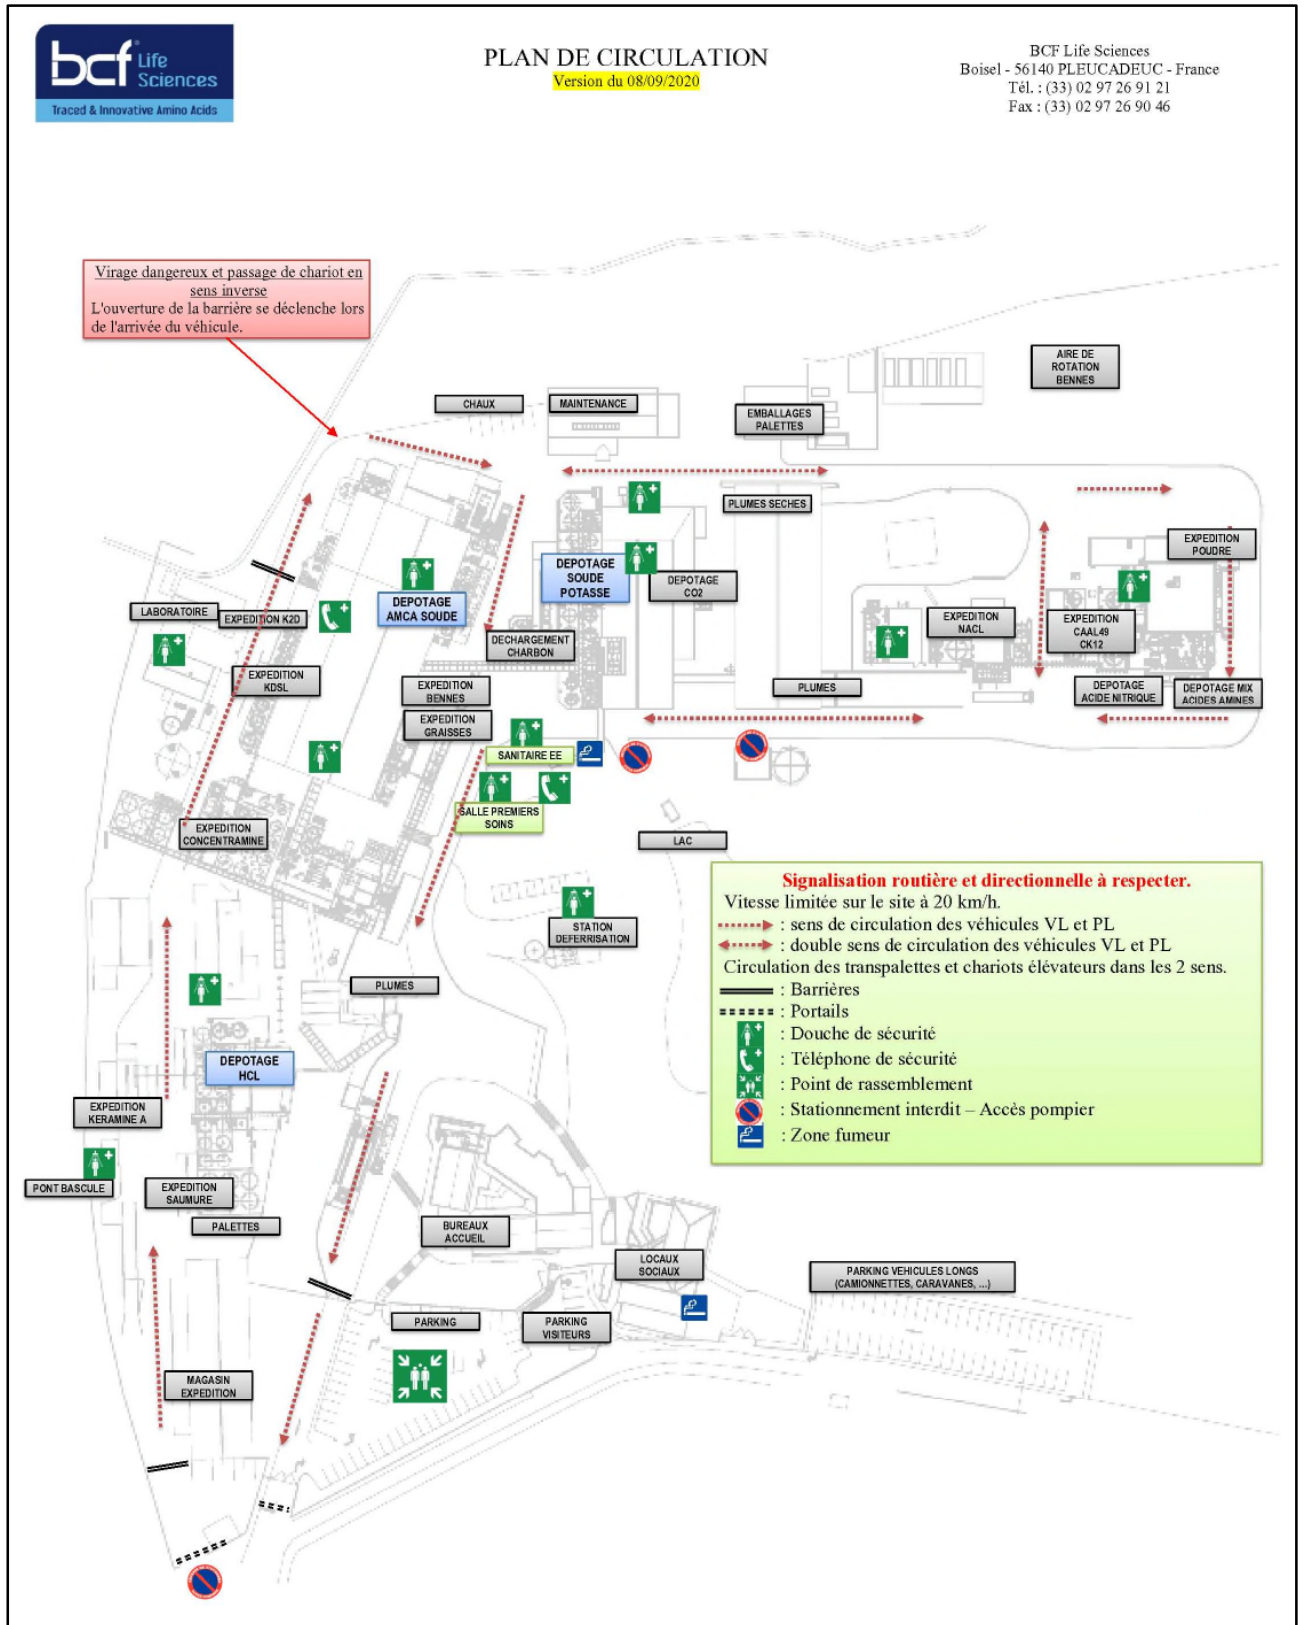 bcf Life
Sciences
Traced & Innovative Amino Acids
PLAN DE CIRCULATION
Version du 08/09/2020
BCF Life Sciences
Boisel - 56140 PLEUCADEUC - France
Tél. : (33) 02 97 26 91 21
Fax : (33) 02 97 26 90 46
Virage dangereux et passage de chariot en
sens inverse
L'ouverture de la barrière se déclenche lors
de l'arrivée du véhicule.
AIRE DE
ROTATION
BENNES
CHAUX
MAINTENANCE
EMBALLAGES
PALETTES
PLUMES SECHES
EXPEDITION
POUDRE
DEPOTAGE
SOUDE
POTASSE
DEPOTAGE
CO2
DEPOTAGE
AMCA SOUDE
LABORATOIRE
EXPEDITION K2D
EXPEDITION
NACL
EXPEDITION
CAAL49
CK12
DECHARGEMENT
CHARBON
EXPEDITION
KDSL
EXPEDITION
BENNES
PLUMES
DEPOTAGE
ACIDE NITRIQUE
DEPOTAGE MIX
ACIDES AMINES
EXPEDITION
GRAISSES
SANITAIRE EE
SALLE PREMIERS
SOINS
EXPEDITION
CONCENTRAMINE
LAC
Signalisation routière et directionnelle à respecter.
Vitesse limitée sur le site à 20 km/h.
: sens de circulation des véhicules VL et PL
: double sens de circulation des véhicules VL et PL
Circulation des transpalettes et chariots élévateurs dans les 2 sens.
: Barrières
: Portails
: Douche de sécurité
: Téléphone de sécurité
: Point de rassemblement
: Stationnement interdit – Accès pompier
: Zone fumeur
STATION
DEFERRISATION
PLUMES
DEPOTAGE
HCL
EXPEDITION
KERAMINE A
PONT BASCULE
EXPEDITION
SAUMURE
PALETTES
BUREAUX
ACCUEIL
LOCAUX
SOCIAUX
PARKING VEHICULES LONGS
(CAMIONNETTES, CARAVANES, ...)
PARKING
PARKING
VISITEURS
MAGASIN
EXPEDITION